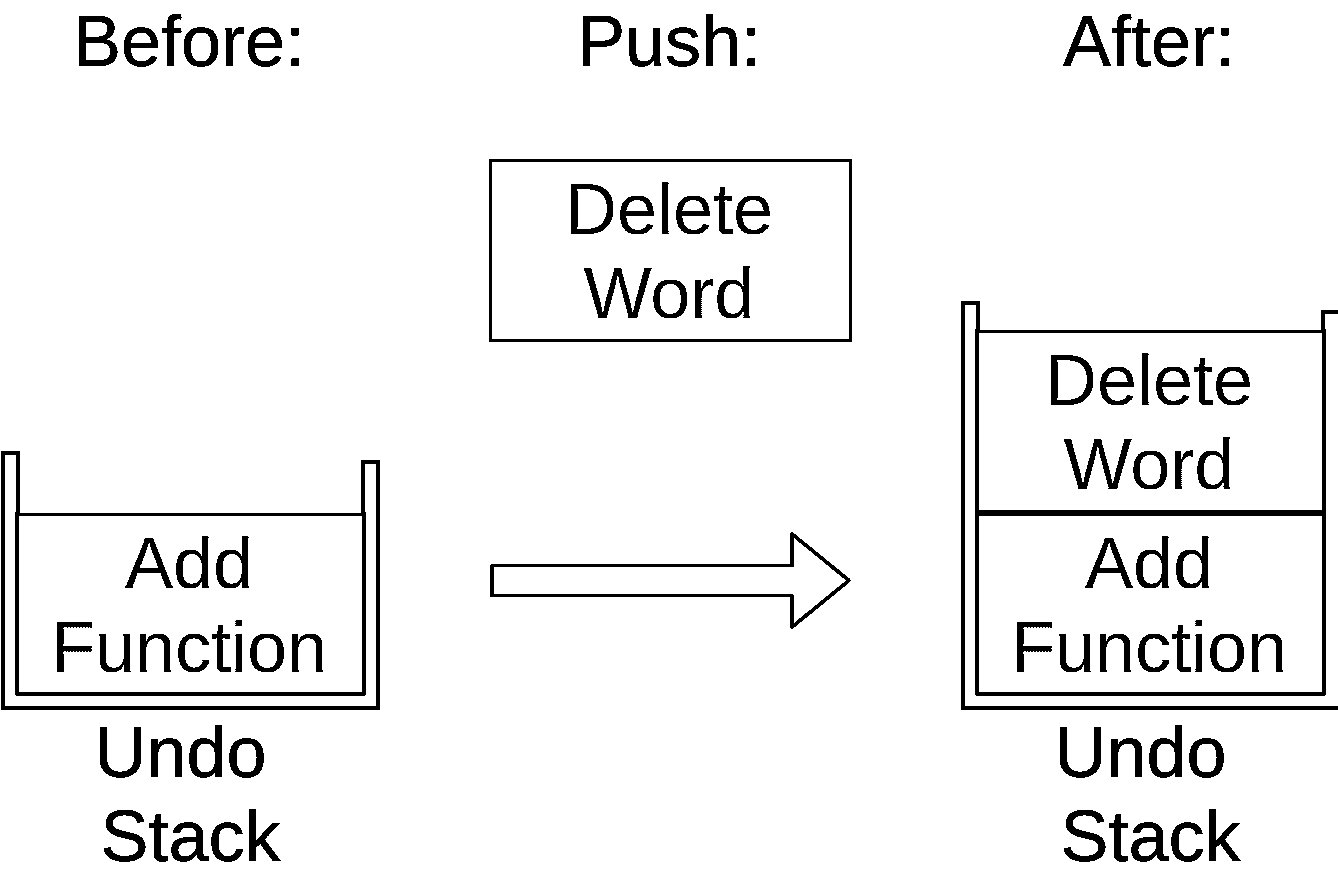 Before:
Push:
After:
Delete
Word
Delete
Word
Add
Function
Add
Function
Undo
Stack
Undo
Stack